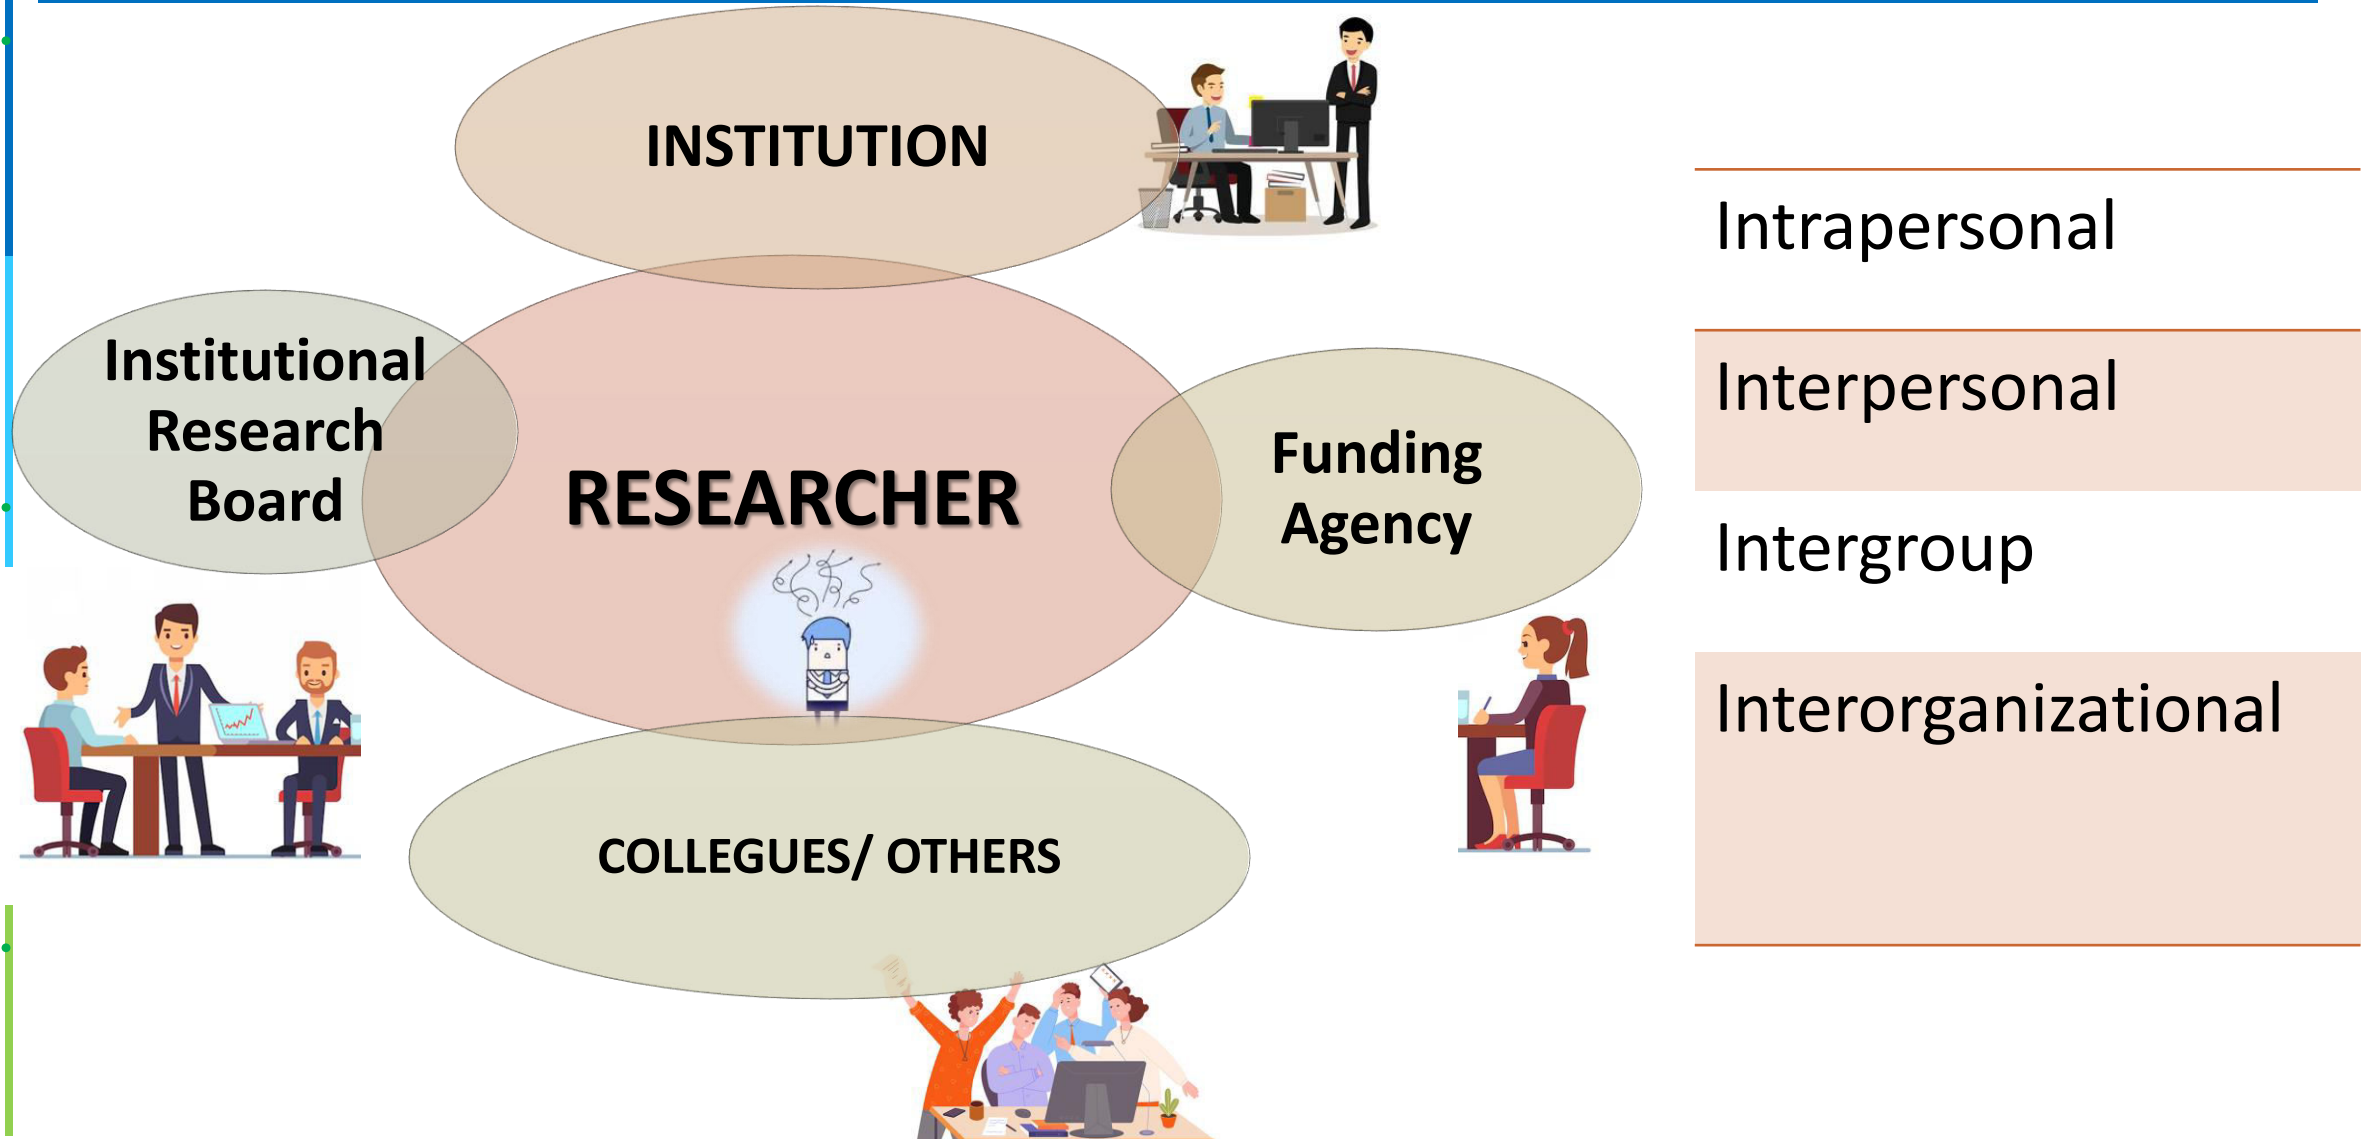 INSTITUTION
Institutional
Research
Board
RESEARCHER
Funding
Agency
COLLEGUES/ OTHERS
Intrapersonal
Interpersonal
Intergroup
Interorganizational